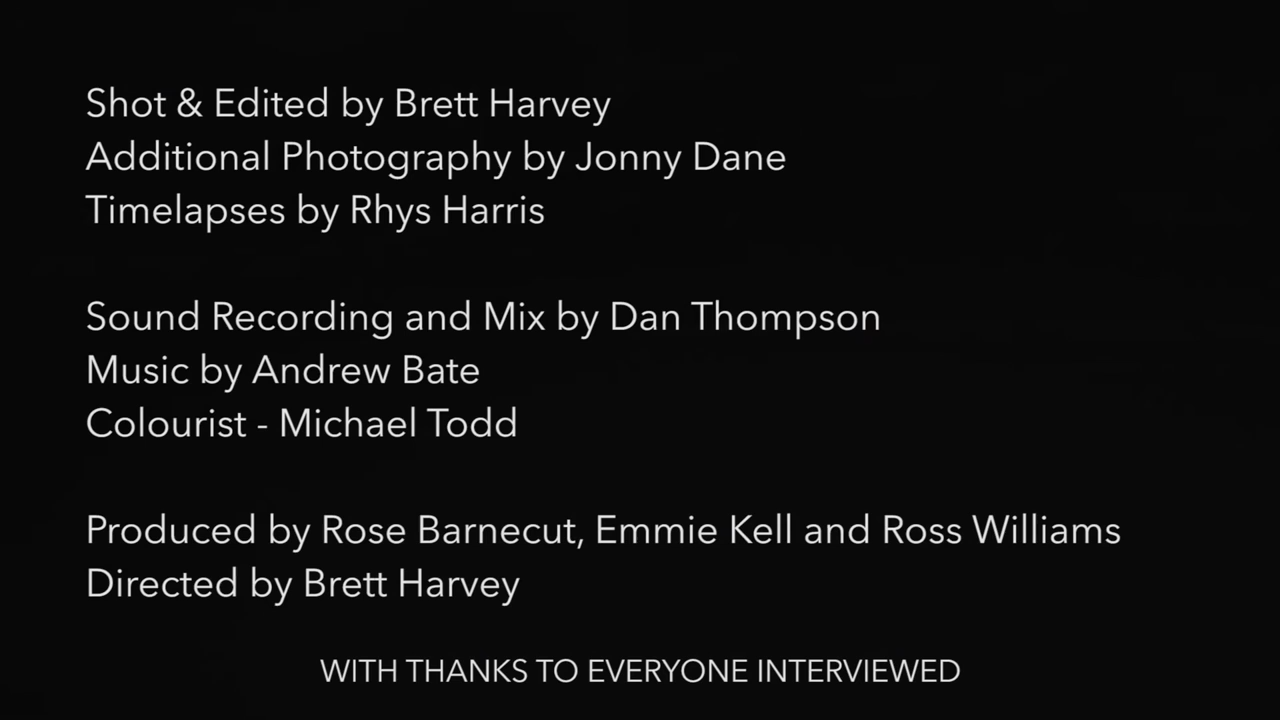 Shot & Edited by Brett Harvey
Additional Photography by Jonny Dane
Timelapses by Rhys Harris
Sound Recording and Mix by Dan Thompson
Music by Andrew Bate
Colourist - Michael Todd
Produced by Rose Barnecut, Emmie Kell and Ross Williams
Directed by Brett Harvey
WITH THANKS TO EVERYONE INTERVIEWED